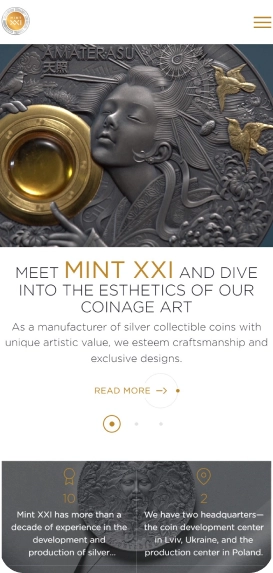 AMATERASU
天照
MEET MINT XXI AND DIVE
INTO THE ESTHETICS OF OUR
COINAGE ART
As a manufacturer of silver collectible coins with
unique artistic value, we esteem craftsmanship and
exclusive designs.
READ MORE
10
Mint XXI has more than a
decade of experience in the
development and
production of silver...
2
We have two headquarters—
the coin development center
in Lviv, Ukraine, and the
production center in Poland.